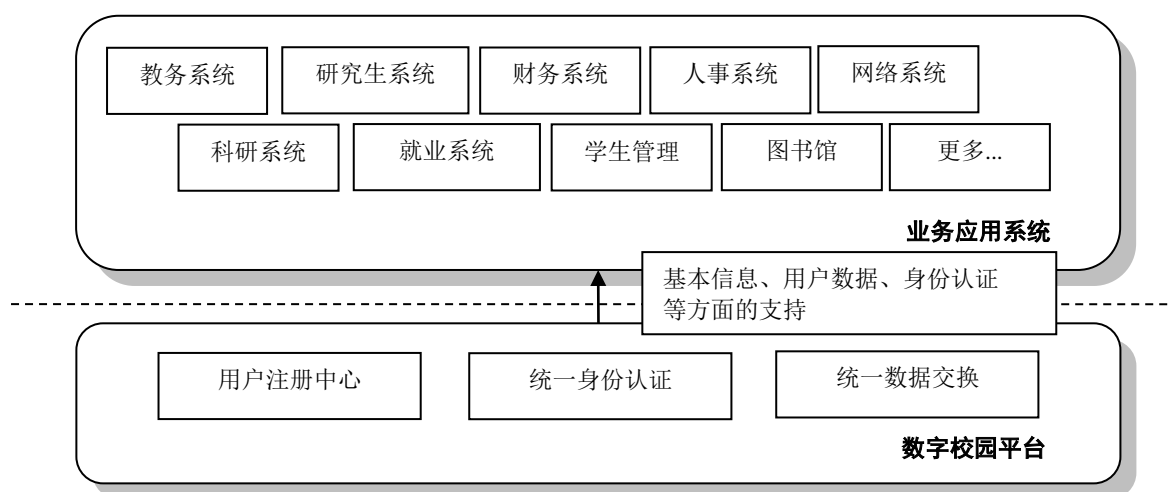 教务系统
研究生系统
财务系统
人事系统
网络系统
科研系统
就业系统
学生管理
图书馆
更多...
业务应用系统
基本信息、用户数据、身份认证
等方面的支持
用户注册中心
统一身份认证
统一数据交换
数字校园平台